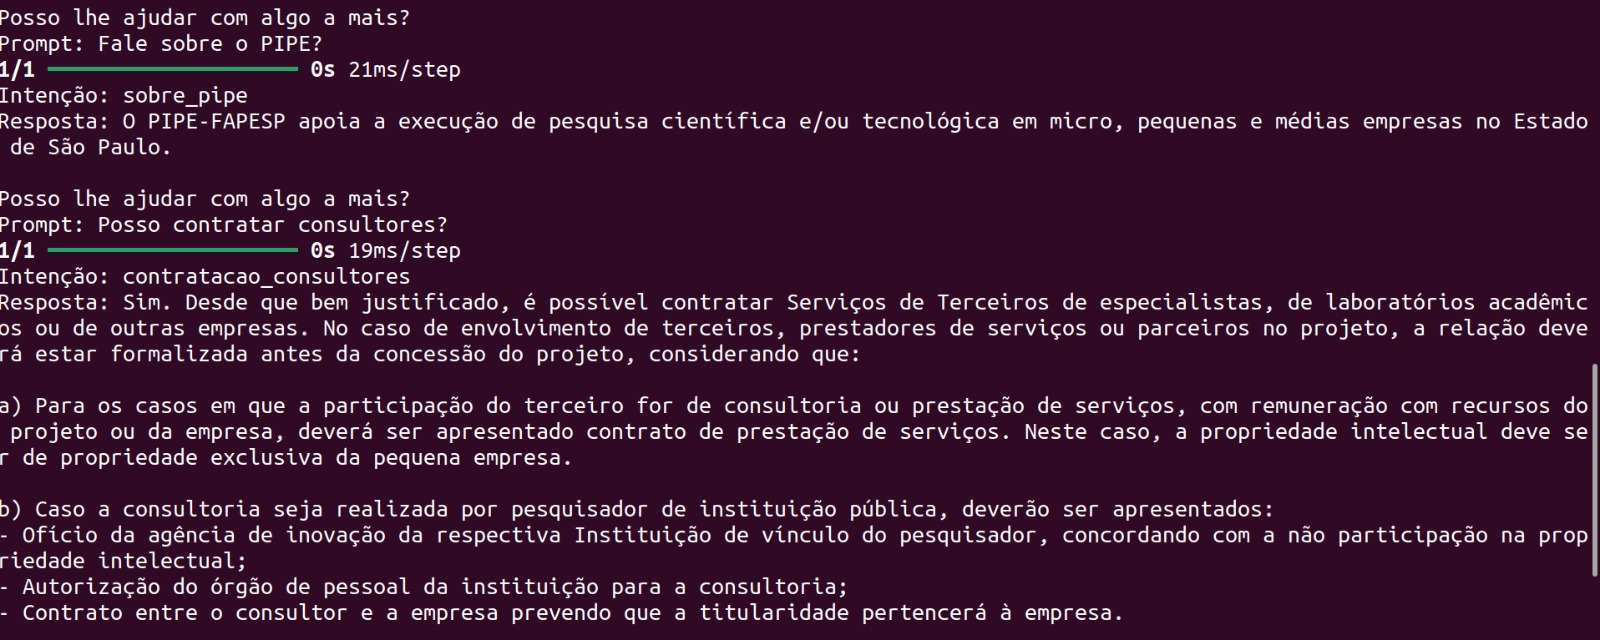 Posso lhe ajudar com algo a mais?
Prompt: Fale sobre o PIPE?
1/1 ━━━━━━━━━━━━━━━━━━━━ 0s 21ms/step
Intenção: sobre_pipe
Resposta: O PIPE-FAPESP apoia a execução de pesquisa científica e/ou tecnológica em micro, pequenas e médias empresas no Estado
de São Paulo.
Posso lhe ajudar com algo a mais?
Prompt: Posso contratar consultores?
1/1 ━━━━━━━━━━━━━━━━━━━━ 0s 19ms/step
Intenção: contratacao_consultores
Resposta: Sim. Desde que bem justificado, é possível contratar Serviços de Terceiros de especialistas, de laboratórios acadêmic
os ou de outras empresas. No caso de envolvimento de terceiros, prestadores de serviços ou parceiros no projeto, a relação deve
rá estar formalizada antes da concessão do projeto, considerando que:
a) Para os casos em que a participação do terceiro for de consultoria ou prestação de serviços, com remuneração com recursos do
projeto ou da empresa, deverá ser apresentado contrato de prestação de serviços. Neste caso, a propriedade intelectual deve se
r de propriedade exclusiva da pequena empresa.
b) Caso a consultoria seja realizada por pesquisador de instituição pública, deverão ser apresentados:
- Ofício da agência de inovação da respectiva Instituição de vínculo do pesquisador, concordando com a não participação na prop
riedade intelectual;
- Autorização do órgão de pessoal da instituição para a consultoria;
- Contrato entre o consultor e a empresa prevendo que a titularidade pertencerá à empresa.